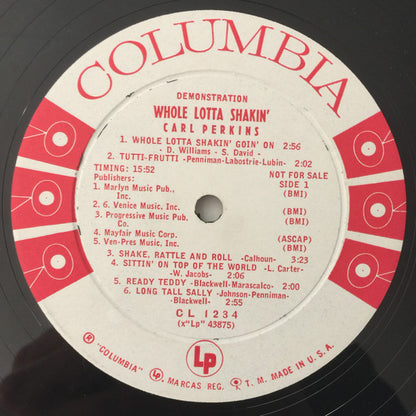 COLUMBIA
DEMONSTRATION
WHOLE LOTTA SHAKIN'
CARL PERKINS
1. WHOLE LOTTA SHAKIN' GOIN' ON 2:56
- D. Williams - S. David -
2. TUTTI-FRUTTI -Penniman-Labostrie-Lubin- 2:02
TIMING: 15:52 NOT FOR SALE
Publishers: SIDE 1
1. Marlyn Music Pub., (BMI)
Inc.
2. 6. Venice Music, Inc. (BMI)
3. Progressive Music Pub. (BMI)
Co.
4. Mayfair Music Corp. (ASCAP)
5. Ven-Pres Music, Inc. (BMI)
3. SHAKE, RATTLE AND ROLL -Calhoun- 3:23
4. SITTIN' ON TOP OF THE WORLD -L. Carter-
-W. Jacobs- 2:26
5. READY TEDDY -Blackwell-Marascalco- 2:00
6. LONG TALL SALLY -Johnson-Penniman-
-Blackwell- 2:55
CL 1234
(x"Lp" 43875)
Lp
® "COLUMBIA" ® MARCAS REG. ® T. M. MADE IN U. S. A.